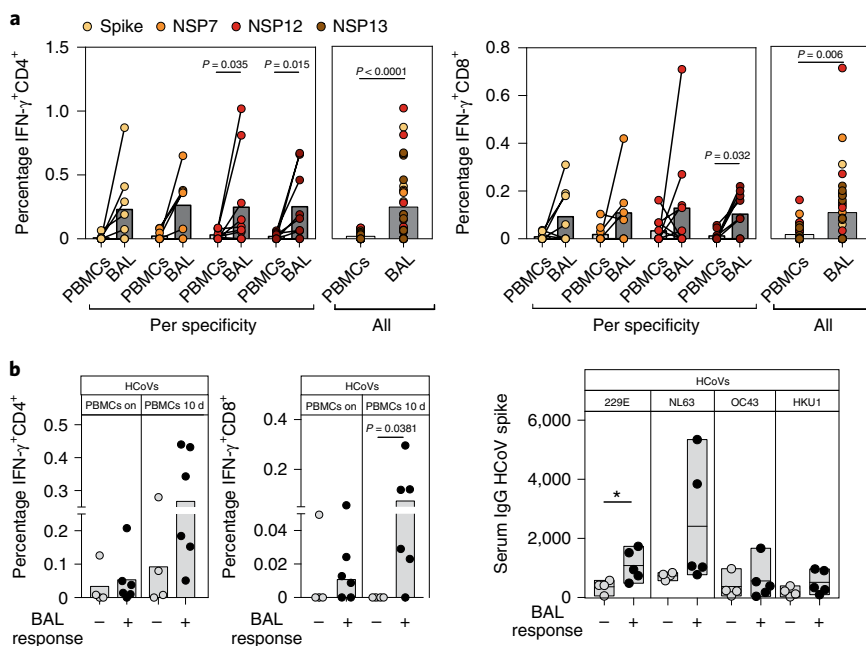 a
Spike NSP7 NSP12 NSP13
Percentage IFN-γ+CD4+
1.5
1.0
0.5
0
P = 0.035
P = 0.015
P < 0.0001
PBMCs BAL PBMCs BAL PBMCs BAL PBMCs BAL PBMCs BAL
Per specificity
All
Percentage IFN-γ+CD8+
0.8
0.6
0.4
0.2
0
P = 0.032
P = 0.006
PBMCs BAL PBMCs BAL PBMCs BAL PBMCs BAL PBMCs BAL
Per specificity
All
b
Percentage IFN-γ+CD4+
HCoVs
PBMCs on PBMCs 10 d
0.5
0.4
0.3
0.2
0.1
0
BAL response
– + – +
Percentage IFN-γ+CD8+
HCoVs
PBMCs on PBMCs 10 d
P = 0.0381
0.4
0.2
0.04
0.02
0
– + – +
Serum IgG HCoV spike
HCoVs
229E NL63 OC43 HKU1
*
6,000
4,000
2,000
0
BAL response
– + – + – + – +